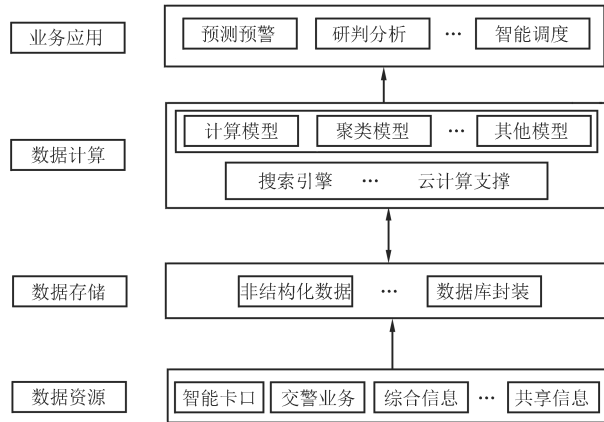 业务应用
预测预警 研判分析 … 智能调度
数据计算
计算模型 聚类模型 … 其他模型
搜索引擎 … 云计算支撑
数据存储
非结构化数据 … 数据库封装
数据资源
智能卡口 交警业务 综合信息 … 共享信息